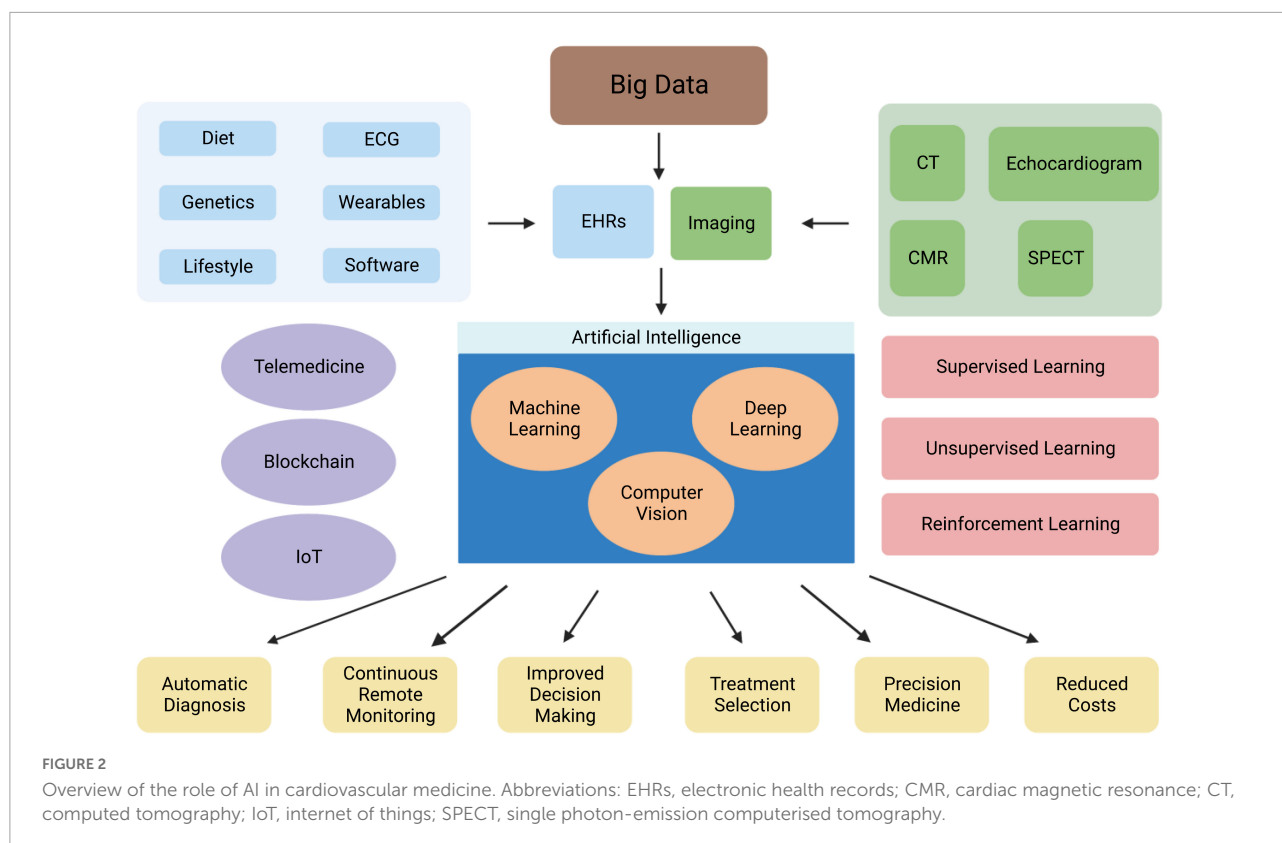 Big Data
Diet
ECG
Genetics
Wearables
Lifestyle
Software
EHRs
Imaging
CT
Echocardiogram
CMR
SPECT
Telemedicine
Blockchain
IoT
Artificial Intelligence
Machine
Learning
Deep
Learning
Computer
Vision
Supervised Learning
Unsupervised Learning
Reinforcement Learning
Automatic
Diagnosis
Continuous
Remote
Monitoring
Improved
Decision
Making
Treatment
Selection
Precision
Medicine
Reduced
Costs
FIGURE 2
Overview of the role of AI in cardiovascular medicine. Abbreviations: EHRs, electronic health records; CMR, cardiac magnetic resonance; CT,
computed tomography; IoT, internet of things; SPECT, single photon-emission computerised tomography.